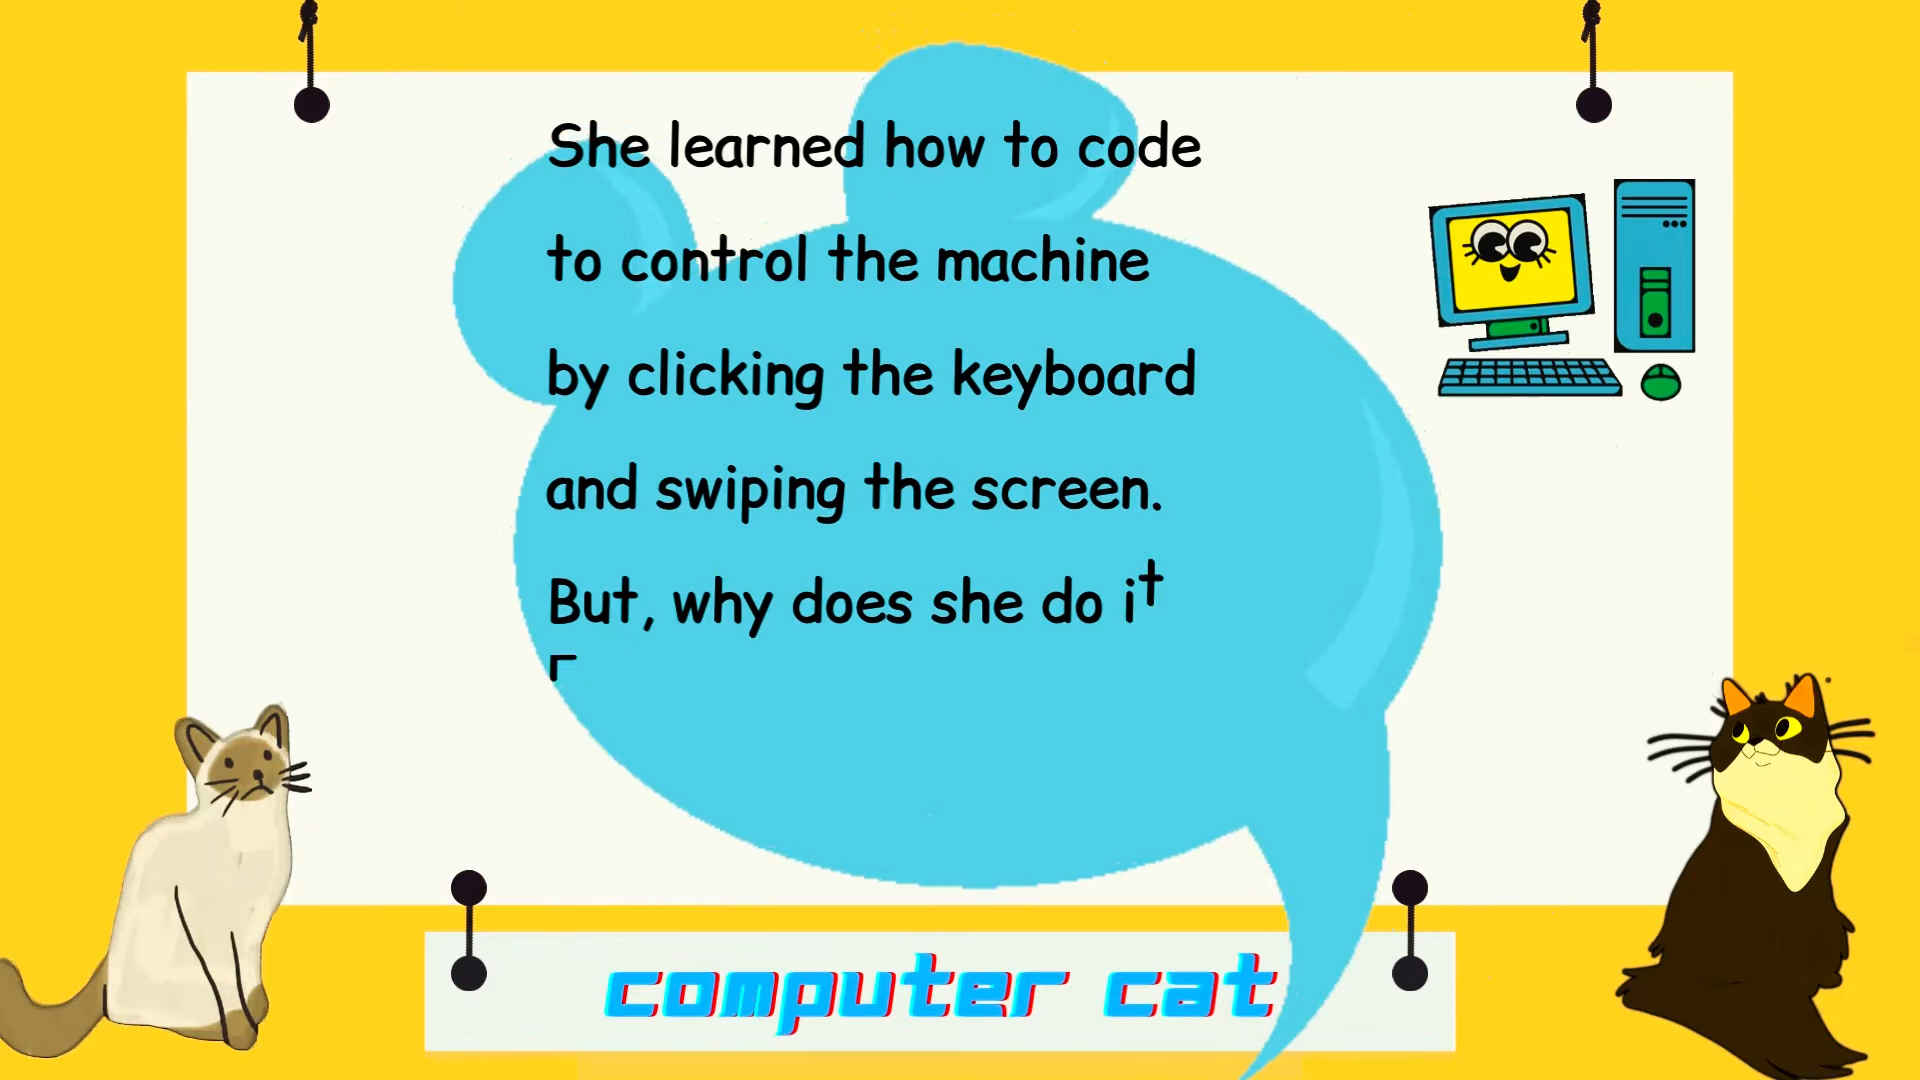 She learned how to code
to control the machine
by clicking the keyboard
and swiping the screen.
But, why does she do it
computer cat